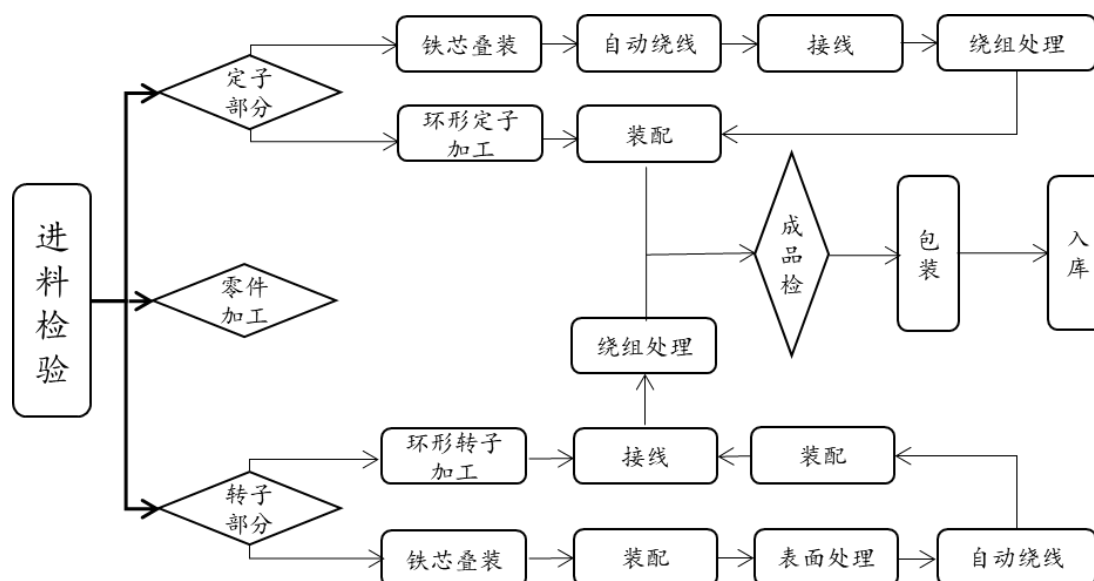 铁芯叠装
自动绕线
接线
绕组处理
定子
部分
环形定子
加工
装配
进料检验
零件
加工
成品检
包装
入库
绕组处理
环形转子
加工
接线
装配
转子
部分
铁芯叠装
装配
表面处理
自动绕线